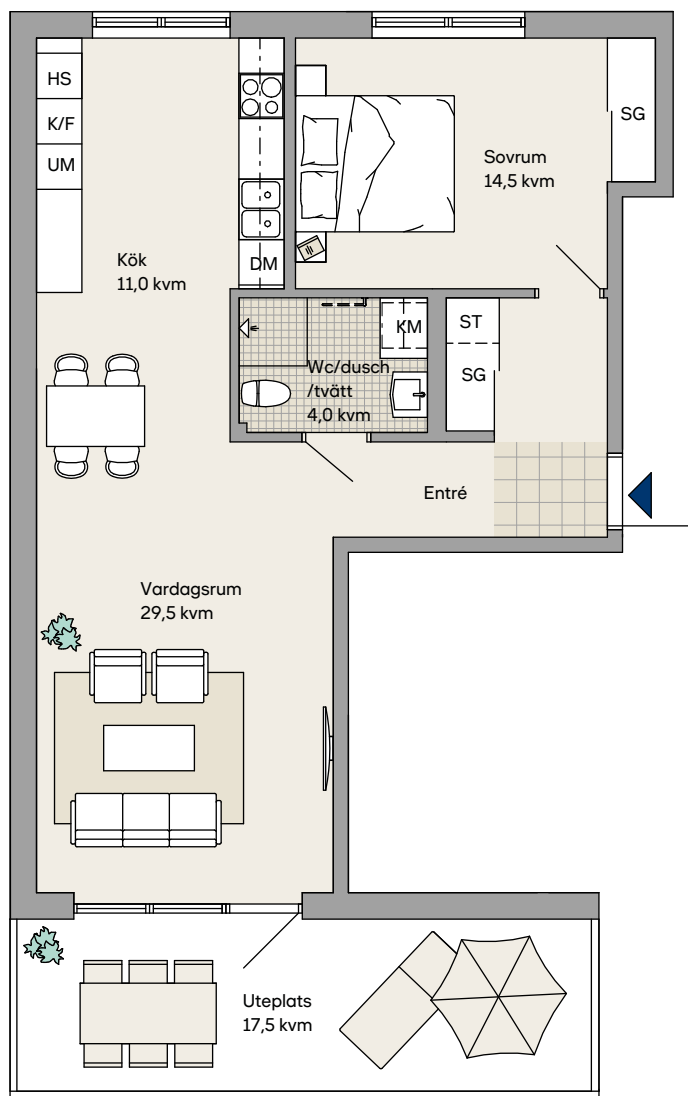 HS
K/F
UM
DM
Kök
11,0 kvm
Sovrum
14,5 kvm
SG
KM
Wc/dusch
/tvätt
4,0 kvm
ST
SG
Entré
Vardagsrum
29,5 kvm
Uteplats
17,5 kvm